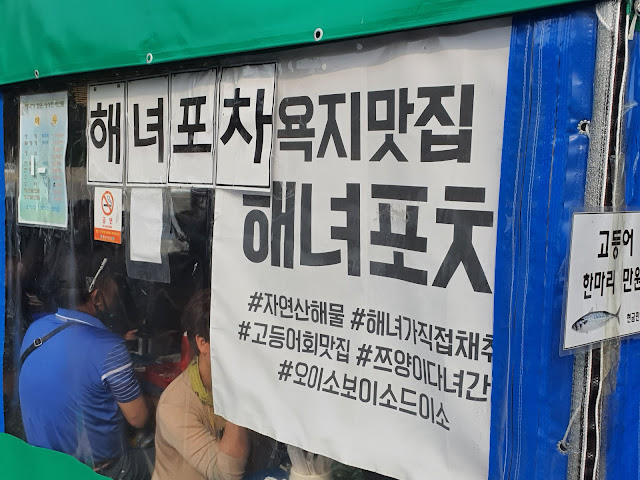 해녀포차
욕지맛집
해녀포차
#자연산해물 #해녀가직접채취
#고등어회맛집 #쯔양이다녀간
#오이소보이소드이소
고등어
한마리 만원
금연